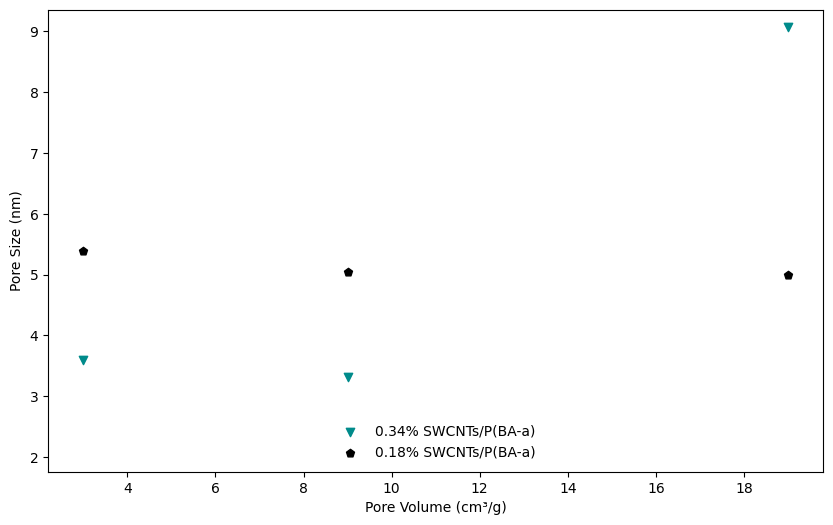 9
8
7
6
5
4
3
2
Pore Size (nm)
0.34% SWCNTs/P(BA-a)
0.18% SWCNTs/P(BA-a)
4 6 8 10 12 14 16 18
Pore Volume (cm³/g)